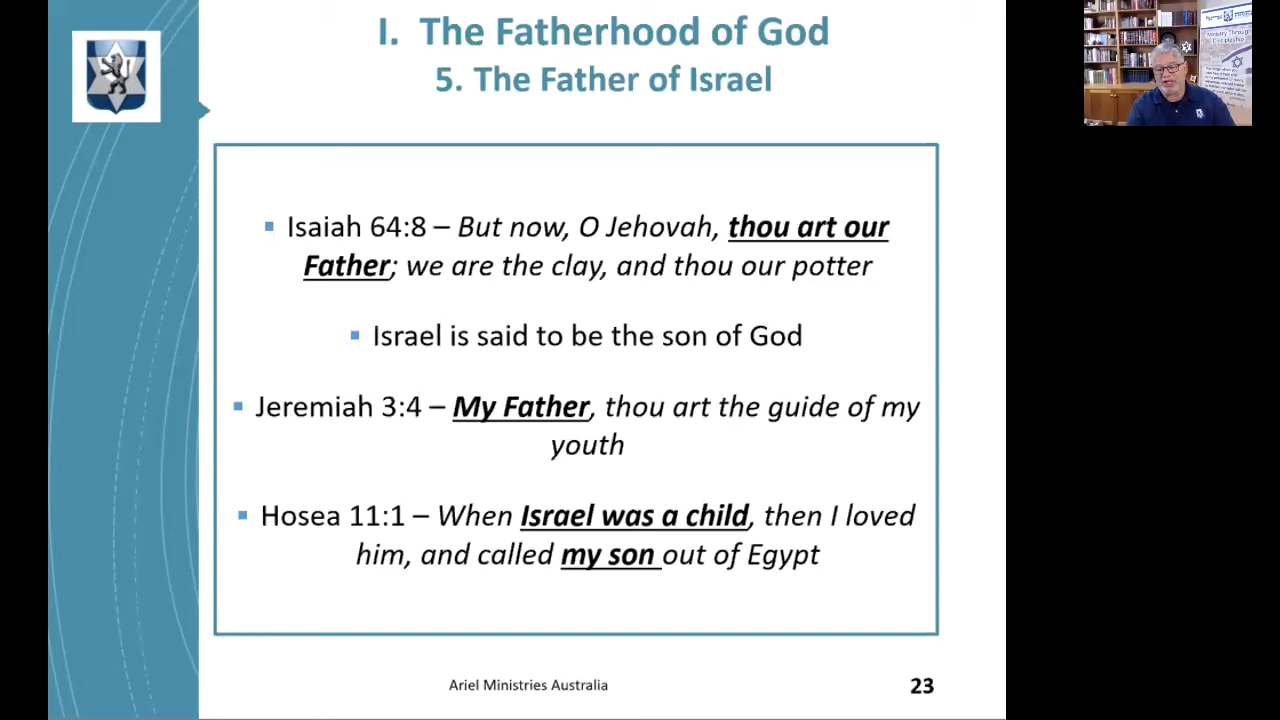 I. The Fatherhood of God
5. The Father of Israel
▪ Isaiah 64:8 – But now, O Jehovah, thou art our
Father; we are the clay, and thou our potter
▪ Israel is said to be the son of God
▪ Jeremiah 3:4 – My Father, thou art the guide of my
youth
▪ Hosea 11:1 – When Israel was a child, then I loved
him, and called my son out of Egypt
Ariel Ministries Australia
23
Ministry Through
Discipleship